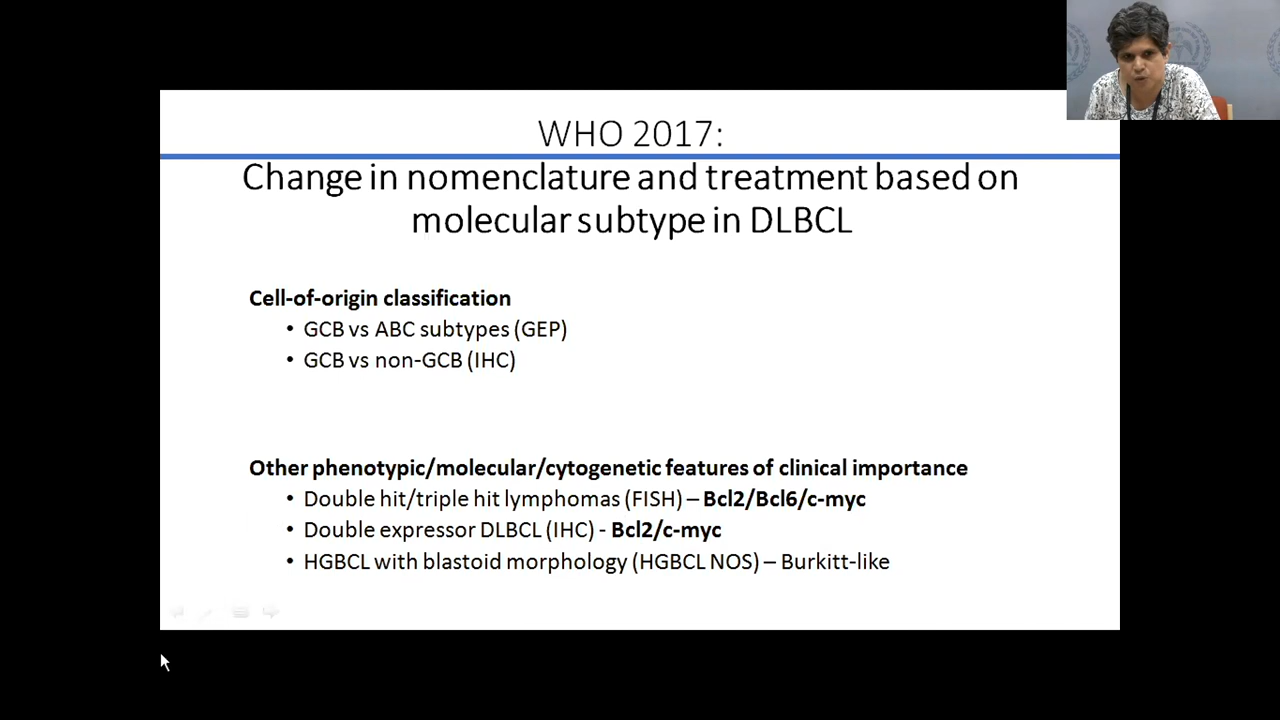 WHO 2017:
Change in nomenclature and treatment based on
molecular subtype in DLBCL
Cell-of-origin classification
• GCB vs ABC subtypes (GEP)
• GCB vs non-GCB (IHC)
Other phenotypic/molecular/cytogenetic features of clinical importance
• Double hit/triple hit lymphomas (FISH) – Bcl2/Bcl6/c-myc
• Double expressor DLBCL (IHC) - Bcl2/c-myc
• HGBCL with blastoid morphology (HGBCL NOS) – Burkitt-like